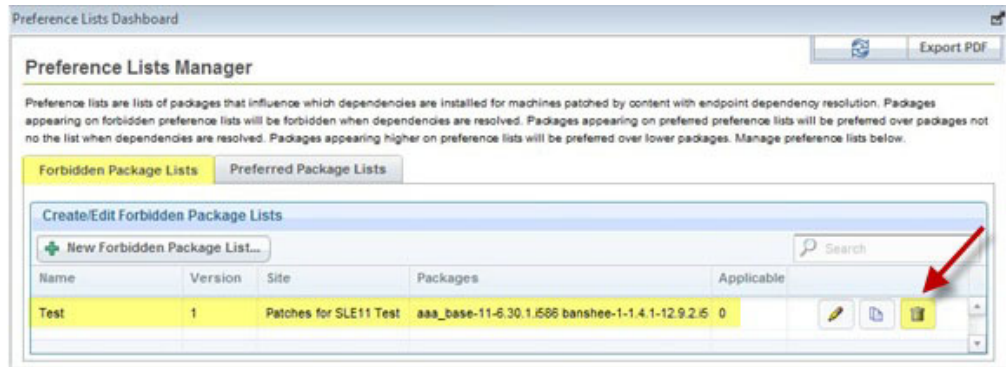 Preference Lists Dashboard
Export PDF
Preference Lists Manager
Preference lists are lists of packages that influence which dependencies are installed for machines patched by content with endpoint dependency resolution. Packages
appearing on forbidden preference lists will be forbidden when dependencies are resolved. Packages appearing on preferred preference lists will be preferred over packages not
no the list when dependencies are resolved. Packages appearing higher on preference lists will be preferred over lower packages. Manage preference lists below.
Forbidden Package Lists Preferred Package Lists
Create/Edit Forbidden Package Lists
New Forbidden Package List... Search
Name Version Site Packages Applicable
Test 1 Patches for SLE11 Test aaa_base-11-6.30.1.i586 banshee-1-1.4.1-12.9.2.i5 0